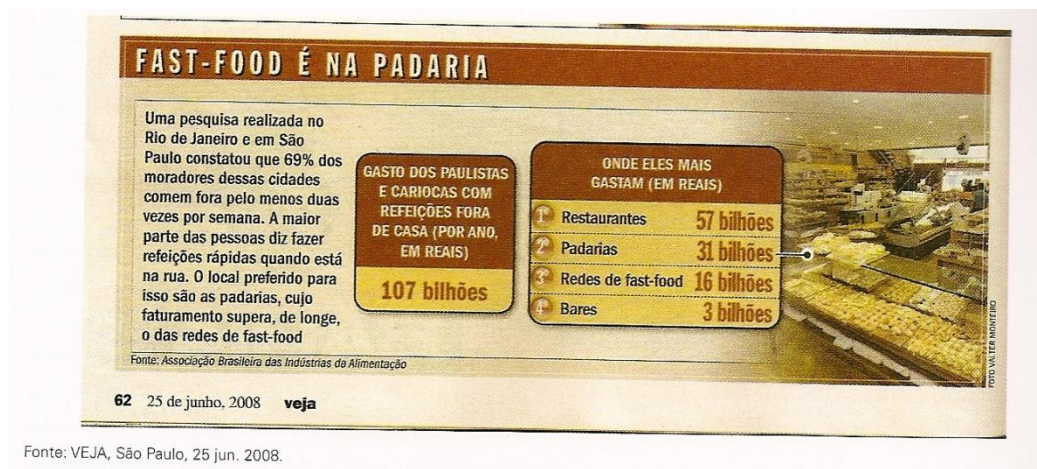 FAST-FOOD É NA PADARIA
Uma pesquisa realizada no
Rio de Janeiro e em São
Paulo constatou que 69% dos
moradores dessas cidades
comem fora pelo menos duas
vezes por semana. A maior
parte das pessoas diz fazer
refeições rápidas quando está
na rua. O local preferido para
isso são as padarias, cujo
faturamento supera, de longe,
o das redes de fast-food
GASTO DOS PAULISTAS
E CARIOCAS COM
REFEIÇÕES FORA
DE CASA (POR ANO,
EM REAIS)
107 bilhões
ONDE ELES MAIS
GASTAM (EM REAIS)
1º Restaurantes 57 bilhões
2º Padarias 31 bilhões
3º Redes de fast-food 16 bilhões
4º Bares 3 bilhões
FOTO VALTER MONTEIRO
Fonte: Associação Brasileira das Indústrias da Alimentação
62 25 de junho, 2008 veja
Fonte: VEJA, São Paulo, 25 jun. 2008.